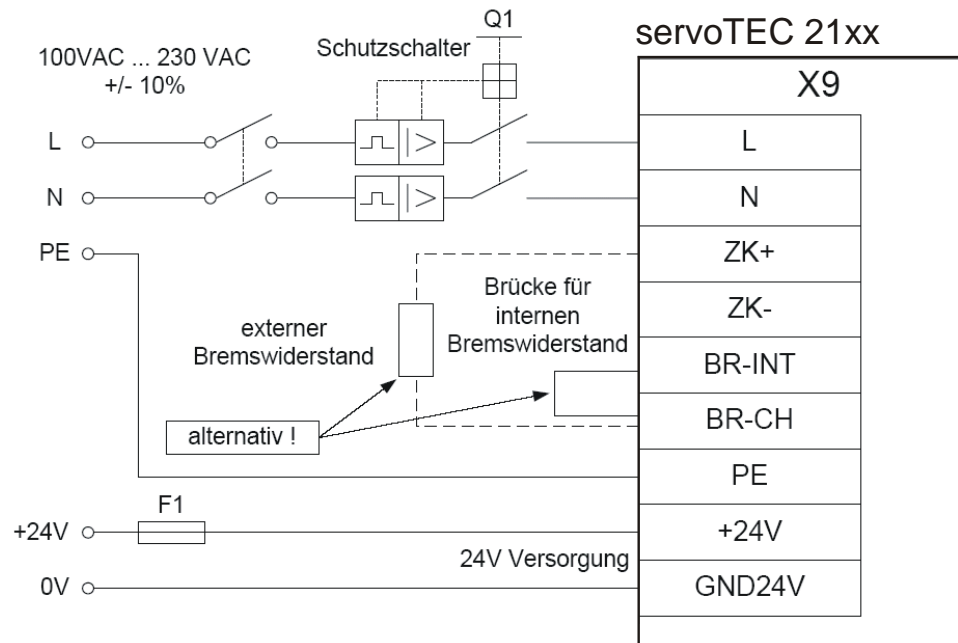 Q1
servoTEC 21xx
Schutzschalter
100VAC ... 230 VAC
+/- 10%
X9
L
L
N
N
PE
ZK+
ZK-
Brücke für
internen
Bremswiderstand
externer
Bremswiderstand
BR-INT
BR-CH
alternativ !
PE
F1
+24V
+24V
24V Versorgung
0V
GND24V